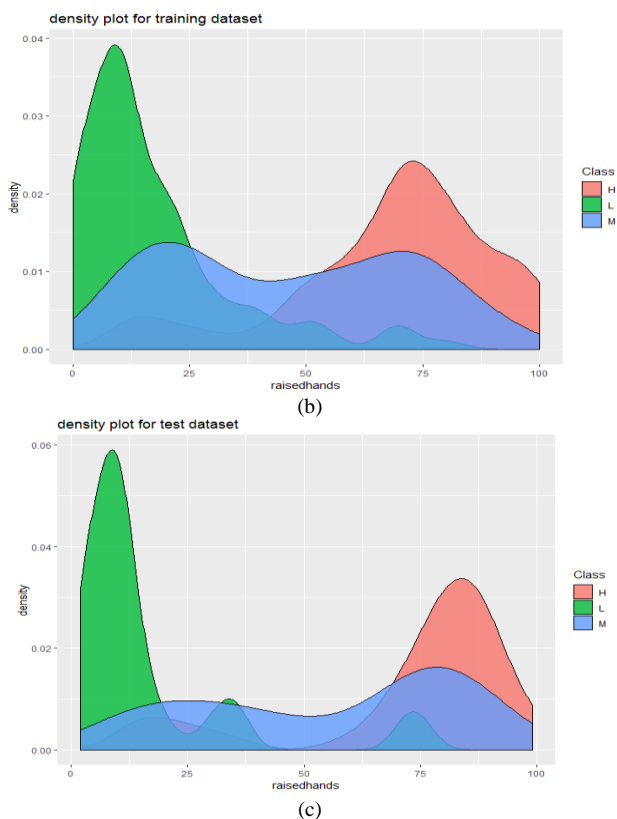 density plot for training dataset
0.04
0.03
0.02
0.01
0.00
density
0
25
50
75
100
raisedhands
Class
H
L
M
(b)
density plot for test dataset
0.06
0.04
0.02
0.00
density
0
25
50
75
100
raisedhands
Class
H
L
M
(c)